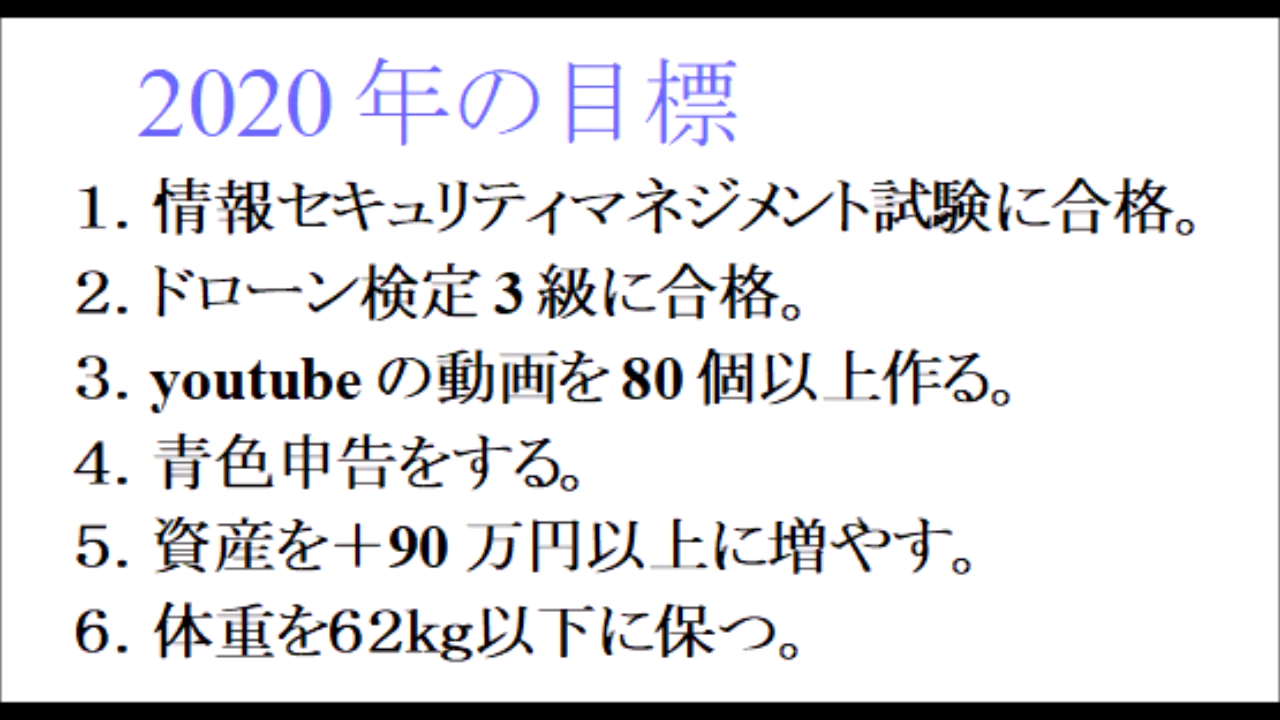 2020年の目標
1. 情報セキュリティマネジメント試験に合格。
2. ドローン検定3級に合格。
3. youtubeの動画を80個以上作る。
4. 青色申告をする。
5. 資産を＋90万円以上に増やす。
6. 体重を62kg以下に保つ。